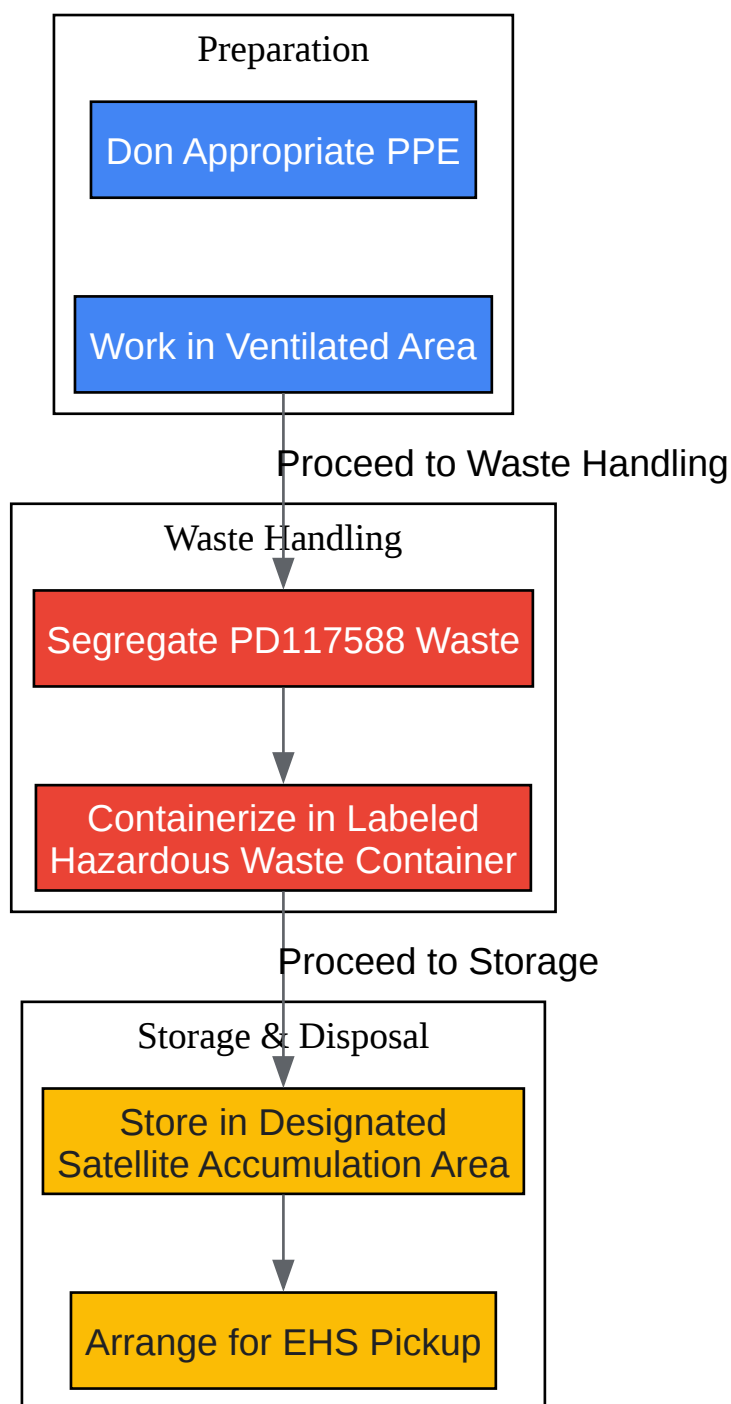 Preparation
Don Appropriate PPE
Work in Ventilated Area
Proceed to Waste Handling
Waste Handling
Segregate PD117588 Waste
Containerize in Labeled
Hazardous Waste Container
Proceed to Storage
Storage & Disposal
Store in Designated
Satellite Accumulation Area
Arrange for EHS Pickup